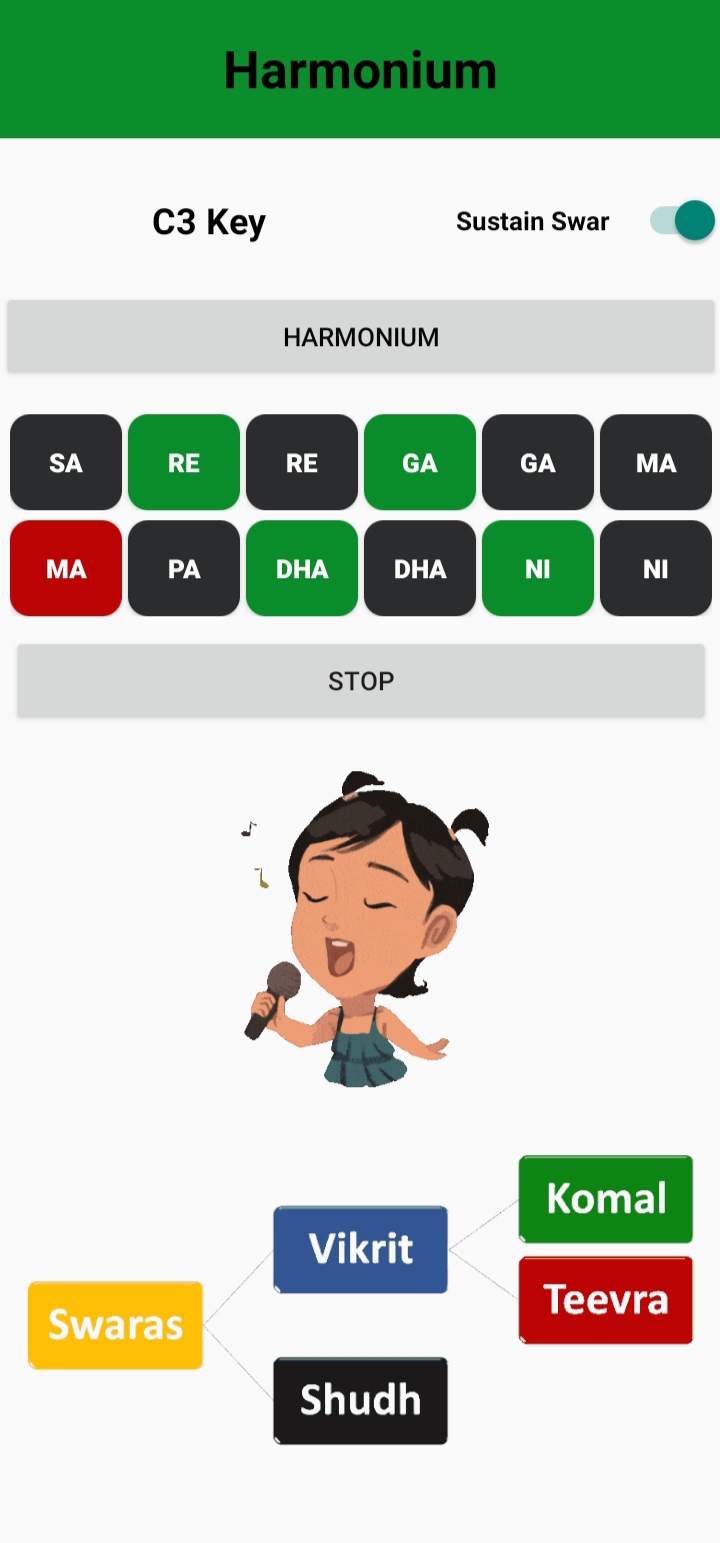 Harmonium
C3 Key Sustain Swar
HARMONIUM
SA RE RE GA GA MA
MA PA DHA DHA NI NI
STOP
Komal
Vikrit
Teevra
Swaras
Shudh